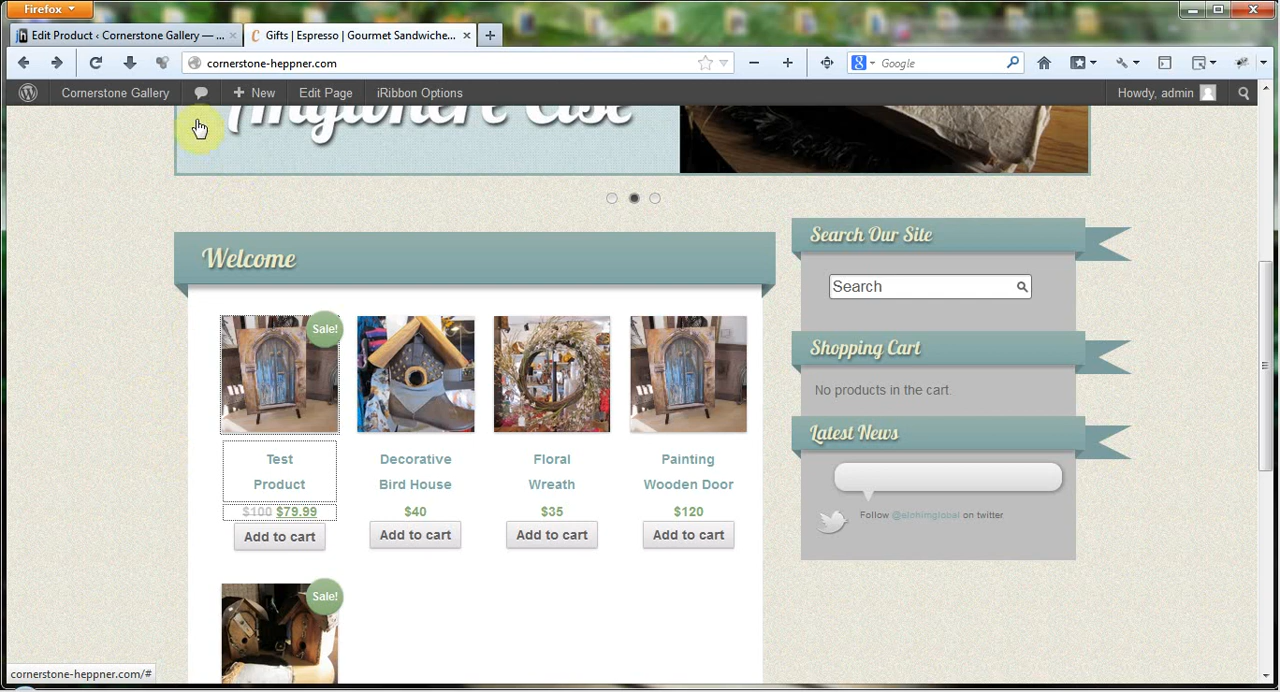 Firefox
Edit Product ‹ Cornerstone Gallery — ...
Gifts | Espresso | Gourmet Sandwiche...
cornerstone-heppner.com
Google
Cornerstone Gallery
New
Edit Page
iRibbon Options
Howdy, admin
Anywhere Else
Welcome
Search Our Site
Search
Shopping Cart
No products in the cart.
Latest News
Follow @elchimglobal on twitter
Sale!
Test
Product
$100 $79.99
Add to cart
Decorative
Bird House
$40
Add to cart
Floral
Wreath
$35
Add to cart
Painting
Wooden Door
$120
Add to cart
Sale!
cornerstone-heppner.com/#